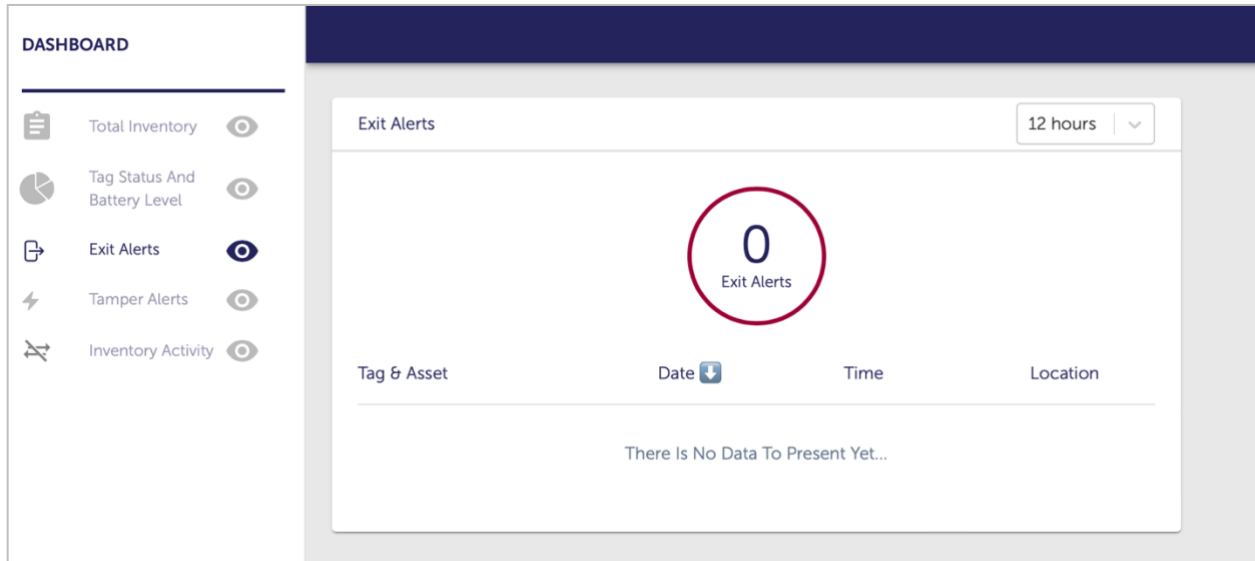 DASHBOARD
Total Inventory
Tag Status And
Battery Level
Exit Alerts
Tamper Alerts
Inventory Activity
Exit Alerts
12 hours
0
Exit Alerts
Tag & Asset Date Time Location
There Is No Data To Present Yet...